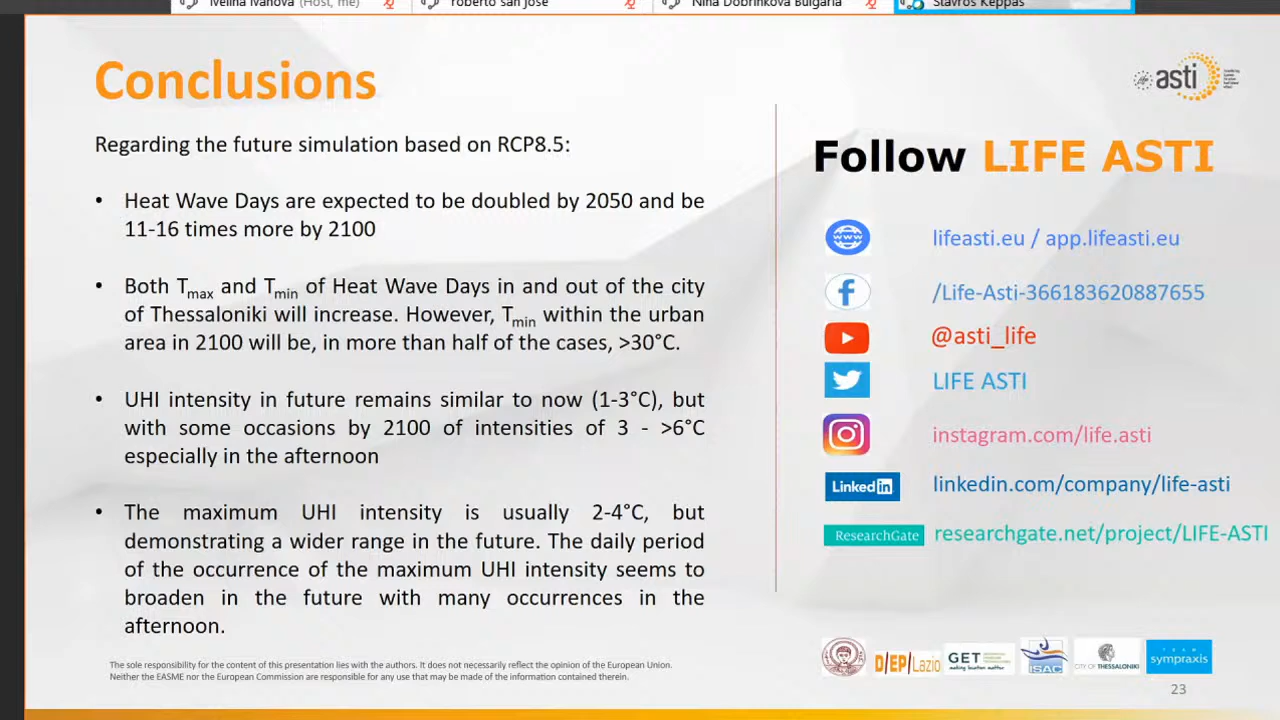 Ivelina Ivanova (Host, me)
roberto san jose
Nina Dobrinkova Bulgaria
Stavros Keppas
Conclusions
asti
Regarding the future simulation based on RCP8.5:
• Heat Wave Days are expected to be doubled by 2050 and be
11-16 times more by 2100
• Both Tmax and Tmin of Heat Wave Days in and out of the city
of Thessaloniki will increase. However, Tmin within the urban
area in 2100 will be, in more than half of the cases, >30°C.
• UHI intensity in future remains similar to now (1-3°C), but
with some occasions by 2100 of intensities of 3 - >6°C
especially in the afternoon
• The maximum UHI intensity is usually 2-4°C, but
demonstrating a wider range in the future. The daily period
of the occurrence of the maximum UHI intensity seems to
broaden in the future with many occurrences in the
afternoon.
The sole responsibility for the content of this presentation lies with the authors. It does not necessarily reflect the opinion of the European Union.
Neither the EASME nor the European Commission are responsible for any use that may be made of the information contained therein.
Follow LIFE ASTI
www
lifeasti.eu / app.lifeasti.eu
/Life-Asti-366183620887655
@asti_life
LIFE ASTI
instagram.com/life.asti
Linked in
linkedin.com/company/life-asti
ResearchGate
researchgate.net/project/LIFE-ASTI
D/EP/Lazio
GET
ISAC
CITY OF THESSALONIKI
TEAM
sympraxis
23